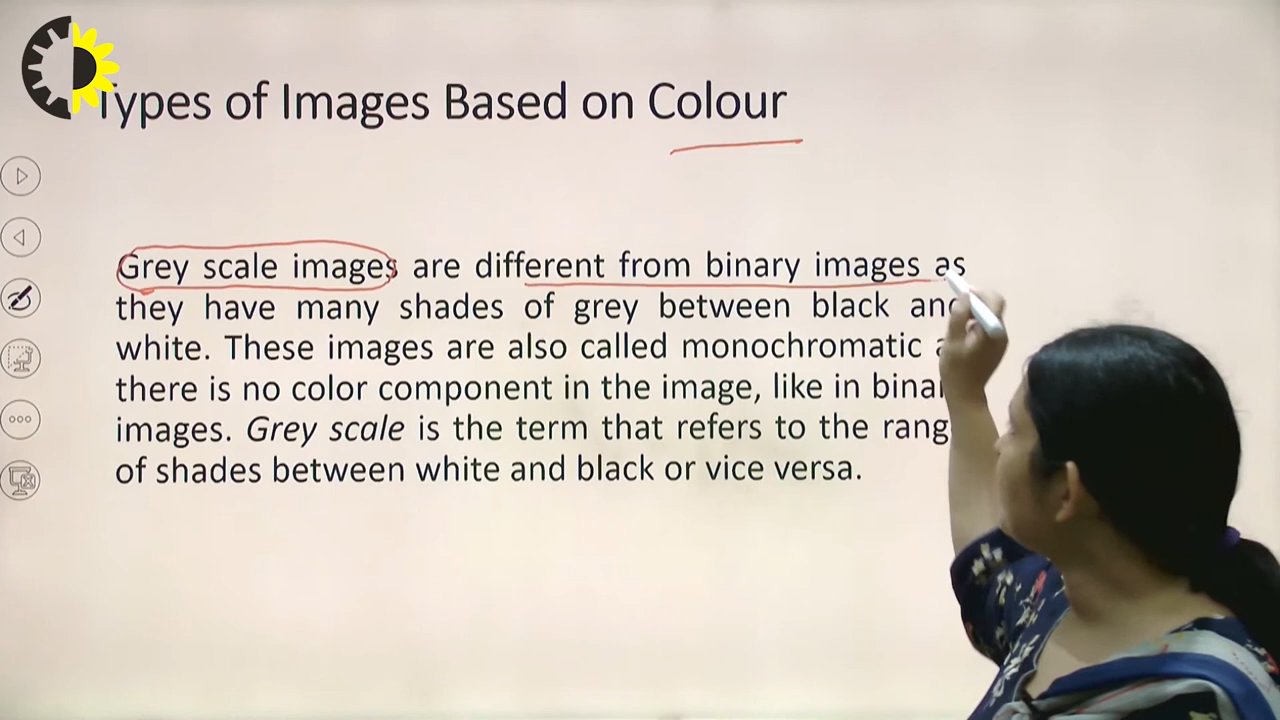 Types of Images Based on Colour
Grey scale images are different from binary images as
they have many shades of grey between black and
white. These images are also called monochromatic
there is no color component in the image, like in
images. Grey scale is the term that refers to the
of shades between white and black or vice versa.